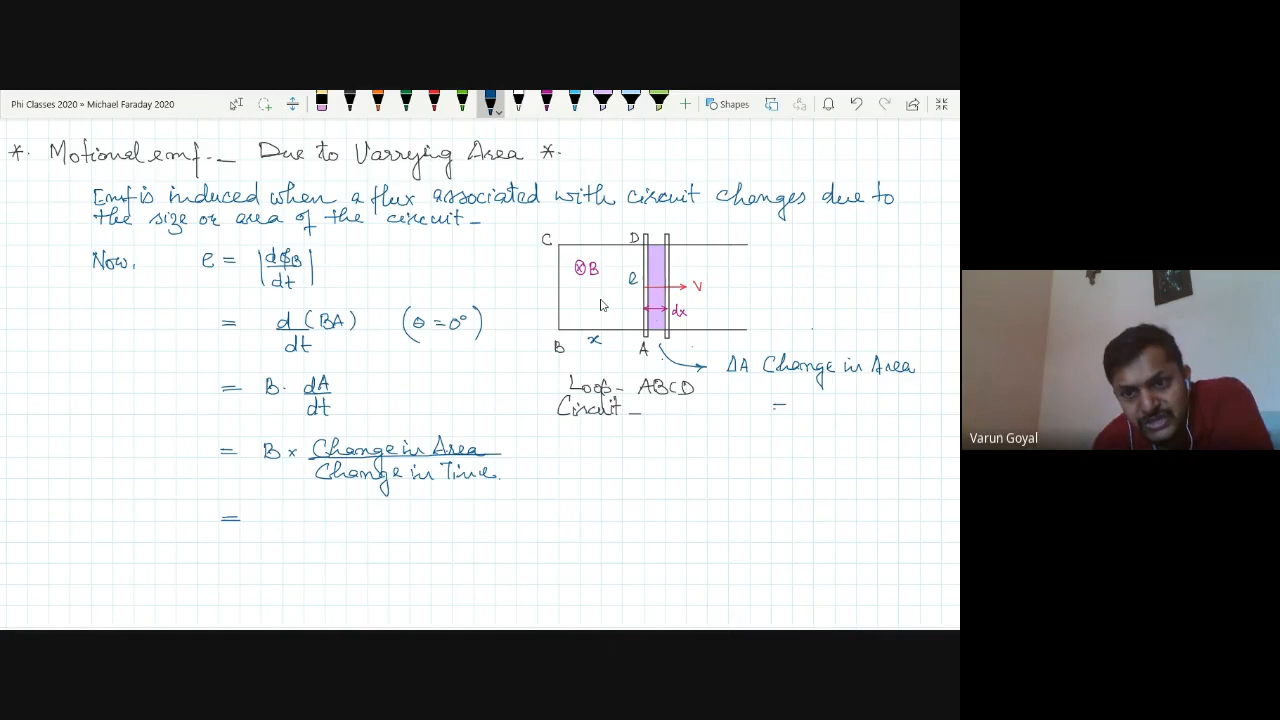 Phi Classes 2020 » Michael Faraday 2020
Shapes
*. Motional emf. _ Due to Varrying Area *.
Emf is induced when a flux associated with circuit changes due to
the size or area of the circuit _
Now, e = |dϕB/dt|
= d/dt (BA) (θ = 0°)
= B. dA/dt
= B × Change in Area / Change in Time.
=
C D
⊗B l V
dx
B x A
ΔA Change in Area
=
Loop - ABCD
Circuit _
Varun Goyal